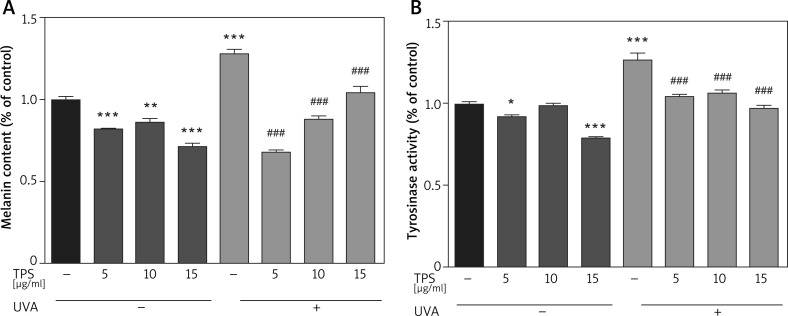 A
Melanin content (% of control)
1.5
1.0
0.5
0
***
**
***
***
###
###
###
TPS – 5 10 15 – 5 10 15
[µg/ml]
UVA – +
B
Tyrosinase activity (% of control)
1.5
1.0
0.5
0
*
***
***
###
###
###
TPS – 5 10 15 – 5 10 15
[µg/ml]
UVA – +